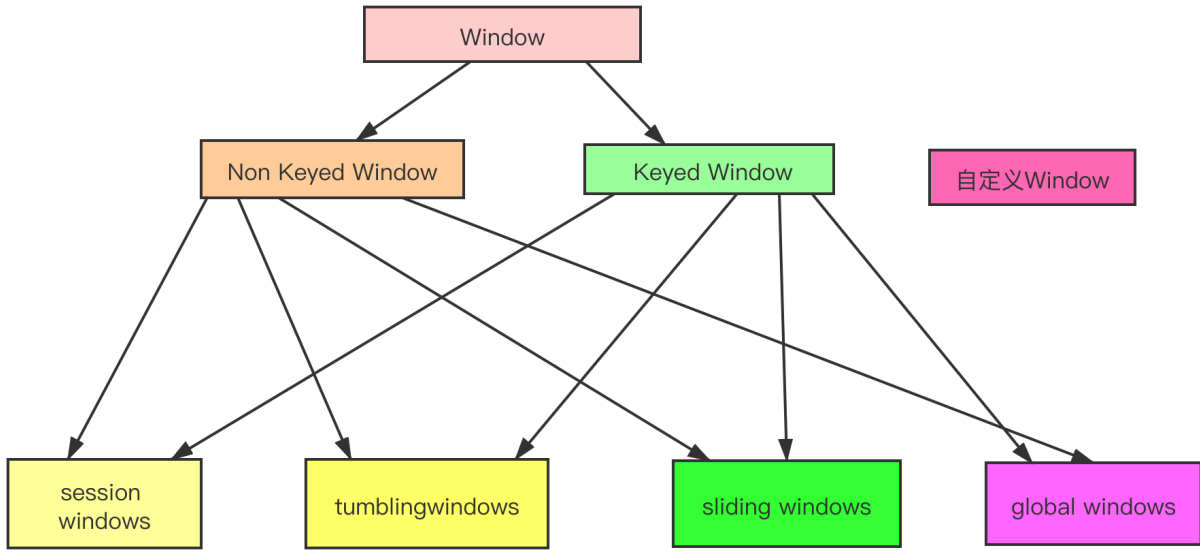 Window
Non Keyed Window
Keyed Window
自定义Window
session
windows
tumblingwindows
sliding windows
global windows